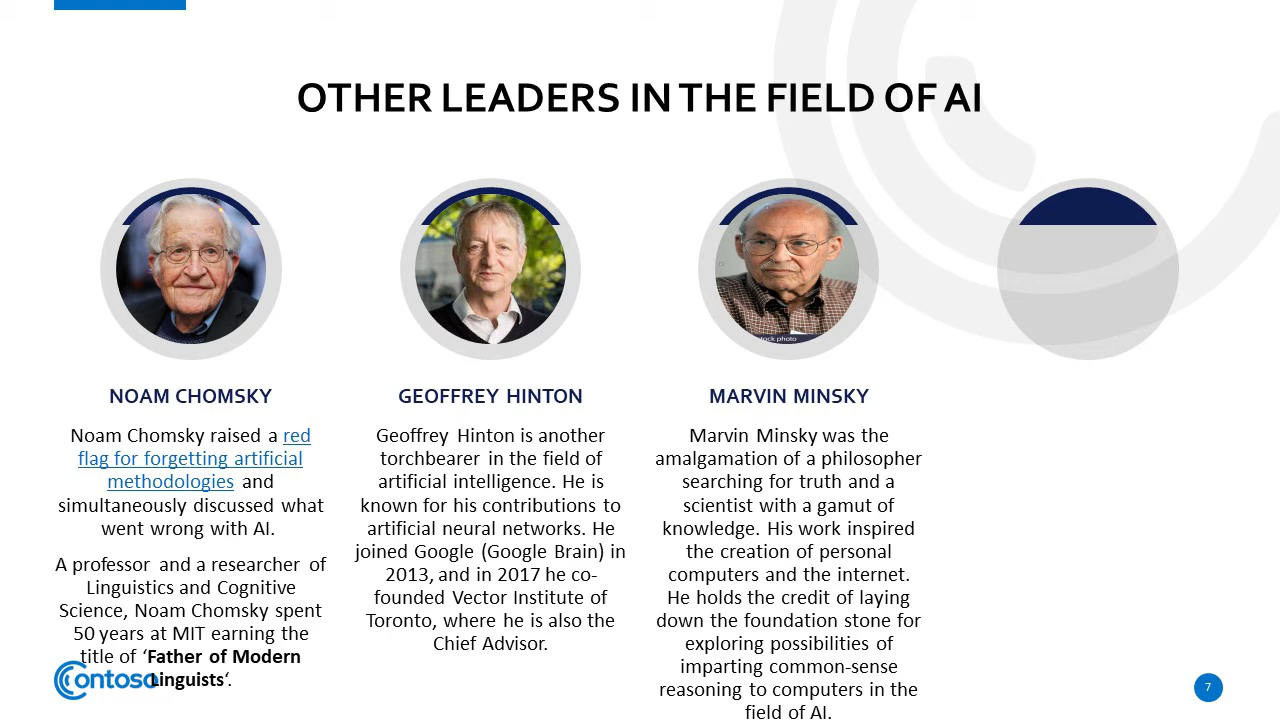 OTHER LEADERS IN THE FIELD OF AI
NOAM CHOMSKY
Noam Chomsky raised a red
flag for forgetting artificial
methodologies and
simultaneously discussed what
went wrong with AI.
A professor and a researcher of
Linguistics and Cognitive
Science, Noam Chomsky spent
50 years at MIT earning the
title of ‘Father of Modern
Linguists‘.
GEOFFREY HINTON
Geoffrey Hinton is another
torchbearer in the field of
artificial intelligence. He is
known for his contributions to
artificial neural networks. He
joined Google (Google Brain) in
2013, and in 2017 he co-
founded Vector Institute of
Toronto, where he is also the
Chief Advisor.
tock photo
MARVIN MINSKY
Marvin Minsky was the
amalgamation of a philosopher
searching for truth and a
scientist with a gamut of
knowledge. His work inspired
the creation of personal
computers and the internet.
He holds the credit of laying
down the foundation stone for
exploring possibilities of
imparting common-sense
reasoning to computers in the
field of AI.
Contoso
7